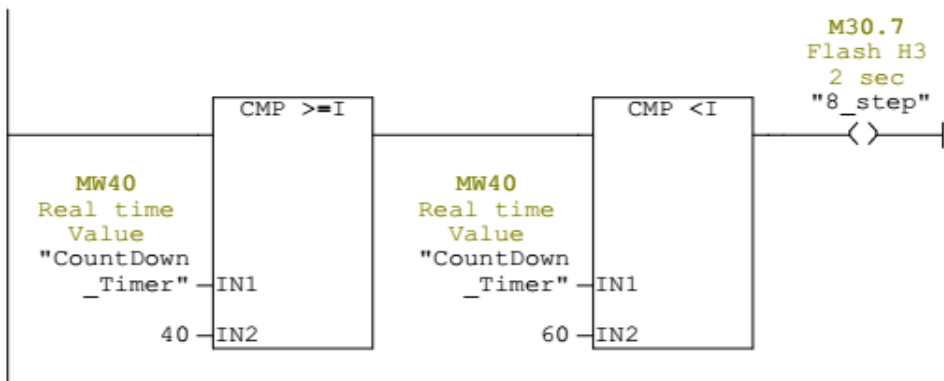 M30.7
Flash H3
2 sec
"8_step"
CMP >=I
CMP <I
MW40
Real time
Value
"CountDown
_Timer"
IN1
40
IN2
MW40
Real time
Value
"CountDown
_Timer"
IN1
60
IN2